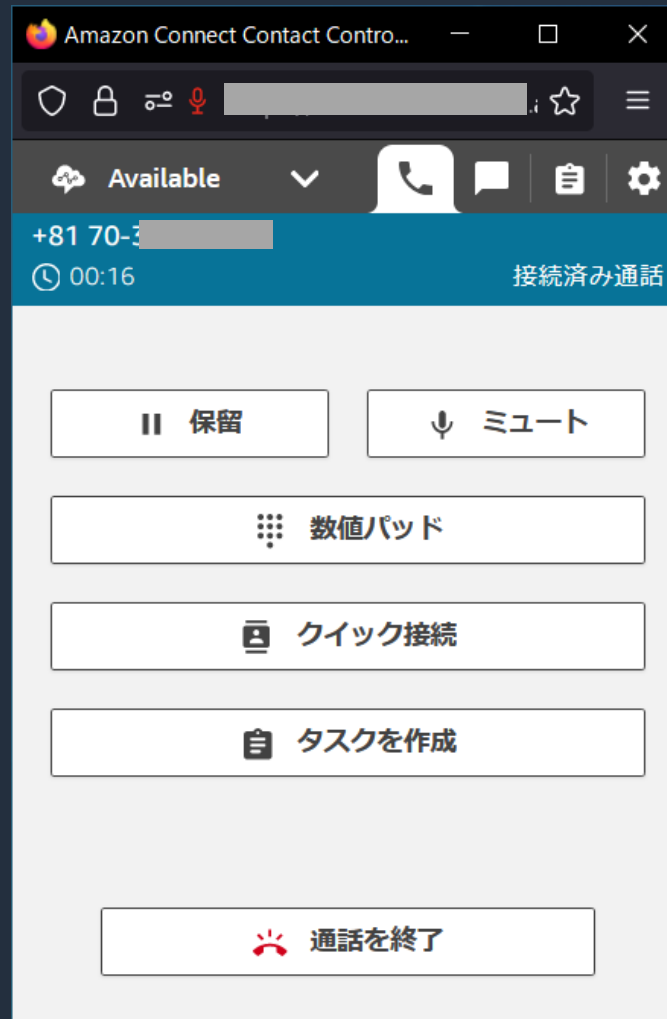 Amazon Connect Contact Contro...
Available
+81 70-
00:16
接続済み通話
保留
ミュート
数値パッド
クイック接続
タスクを作成
通話を終了